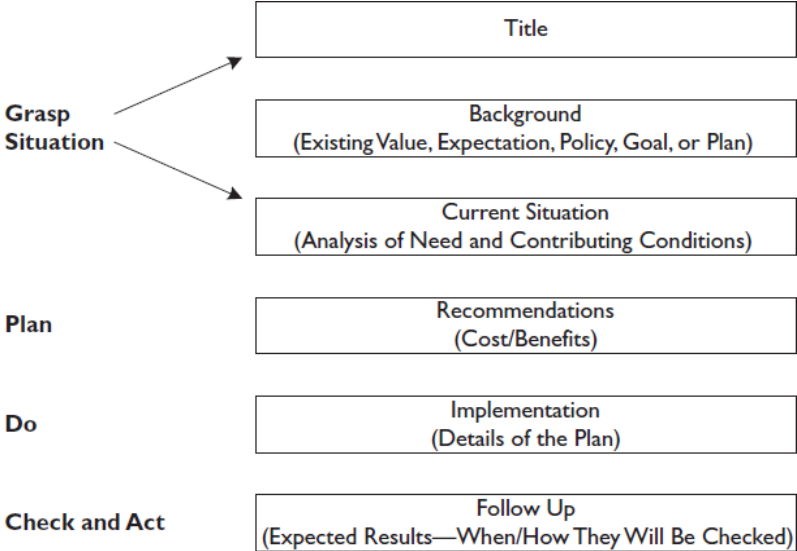 Title
Grasp
Situation
Background
(Existing Value, Expectation, Policy, Goal, or Plan)
Current Situation
(Analysis of Need and Contributing Conditions)
Plan
Recommendations
(Cost/Benefits)
Do
Implementation
(Details of the Plan)
Check and Act
Follow Up
(Expected Results—When/How They Will Be Checked)